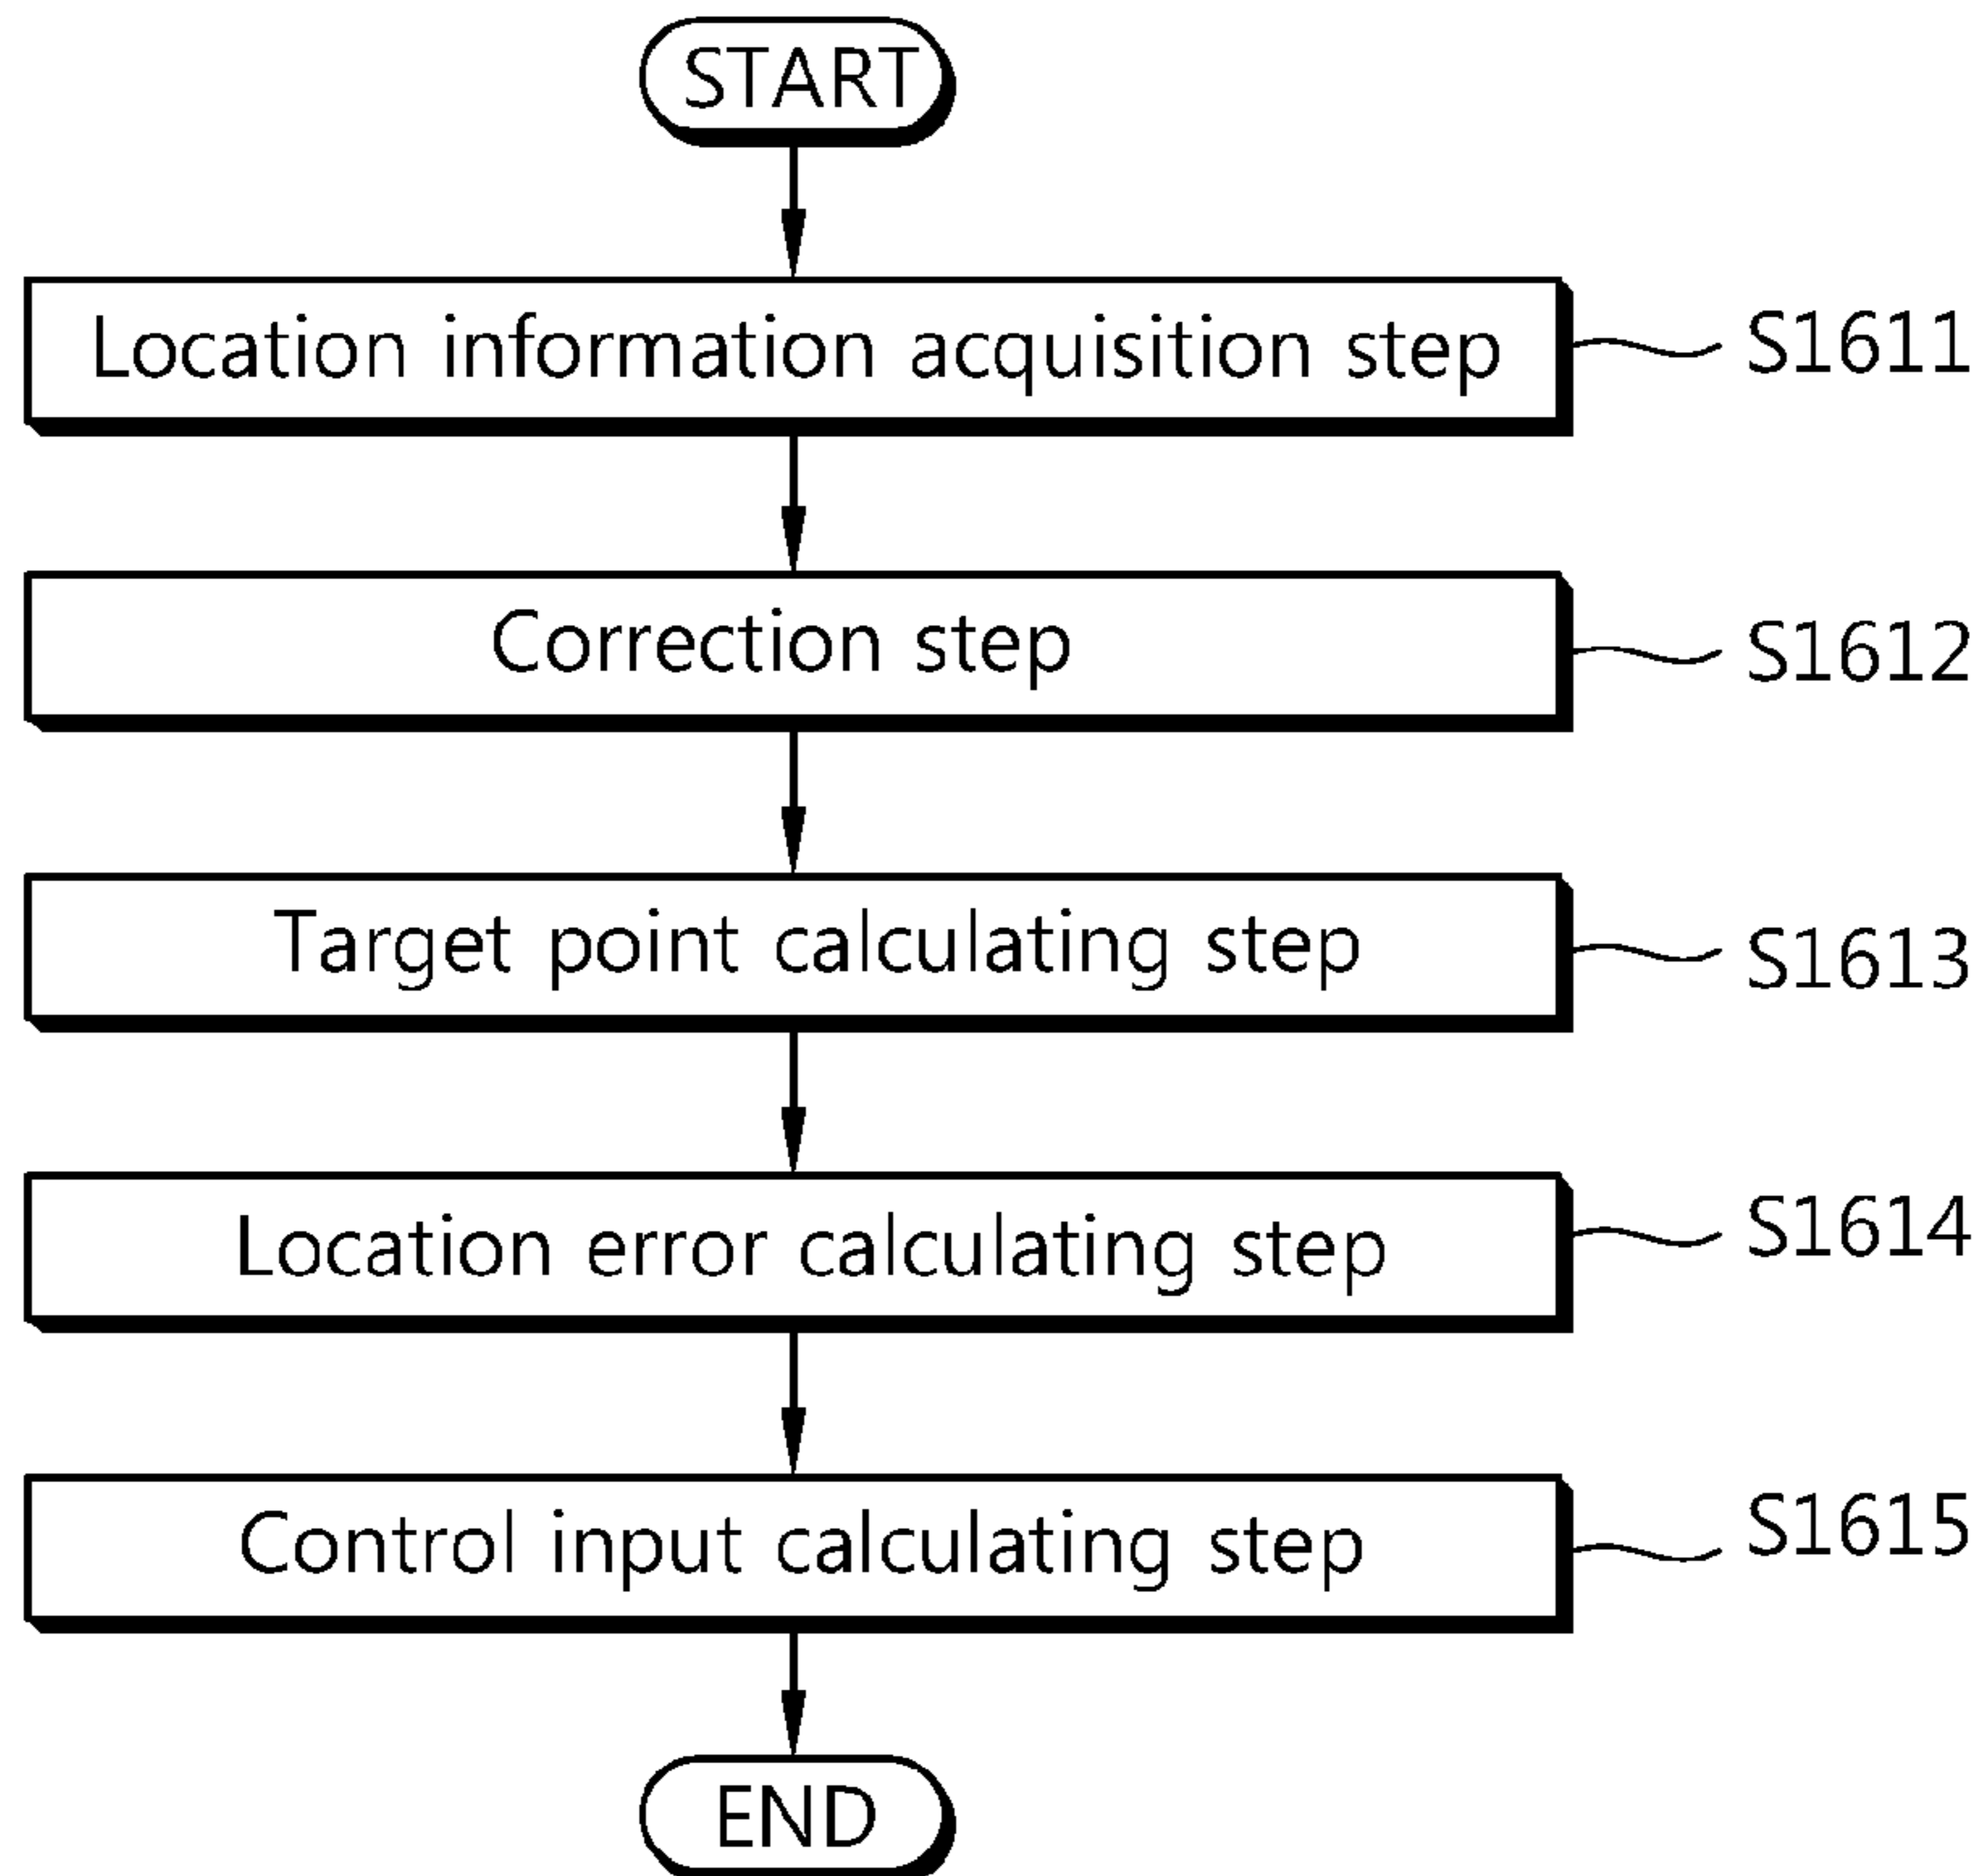 START
Location information acquisition step S1611
Correction step S1612
Target point calculating step S1613
Location error calculating step S1614
Control input calculating step S1615
END